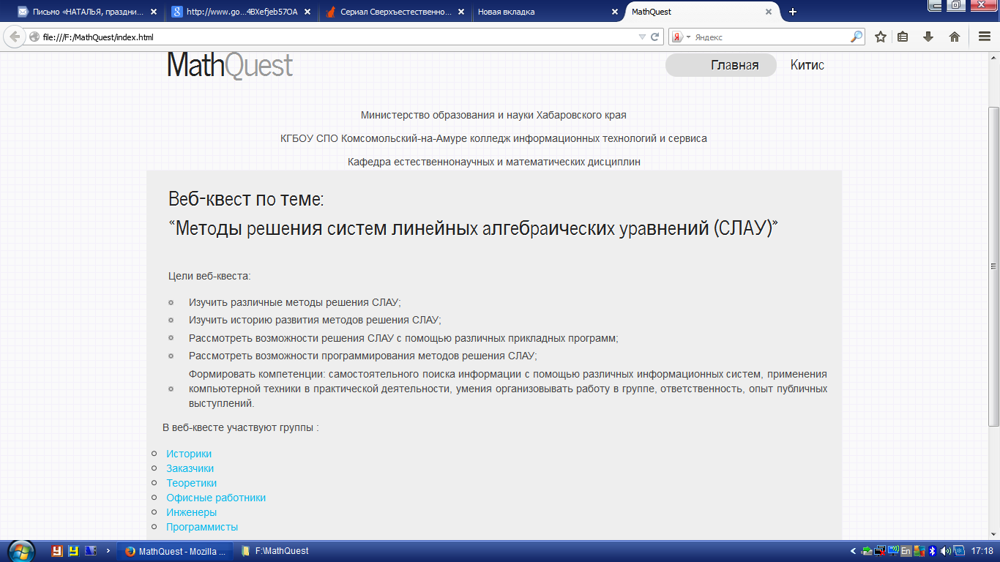 Письмо «НАТАЛЬЯ, праздни...
http://www.go...4BXefjeb57OA
Сериал Сверхъестественно...
Новая вкладка
MathQuest
file:///F:/MathQuest/index.html
Яндекс
MathQuest
Главная
Китис
Министерство образования и науки Хабаровского края
КГБОУ СПО Комсомольский-на-Амуре колледж информационных технологий и сервиса
Кафедра естественнонаучных и математических дисциплин
Веб-квест по теме:
“Методы решения систем линейных алгебраических уравнений (СЛАУ)”
Цели веб-квеста:
Изучить различные методы решения СЛАУ;
Изучить историю развития методов решения СЛАУ;
Рассмотреть возможности решения СЛАУ с помощью различных прикладных программ;
Рассмотреть возможности программирования методов решения СЛАУ;
Формировать компетенции: самостоятельного поиска информации с помощью различных информационных систем, применения
компьютерной техники в практической деятельности, умения организовывать работу в группе, ответственность, опыт публичных
выступлений.
В веб-квесте участвуют группы :
Историки
Заказчики
Теоретики
Офисные работники
Инженеры
Программисты
MathQuest - Mozilla ...
F:\MathQuest
En
17:18